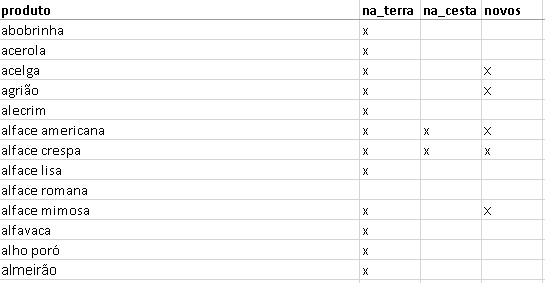 produto na_terra na_cesta novos
abobrinha x
acerola x
acelga x x
agrião x x
alecrim x
alface americana x x x
alface crespa x x x
alface lisa x
alface romana
alface mimosa x x
alfavaca x
alho poró x
almeirão x